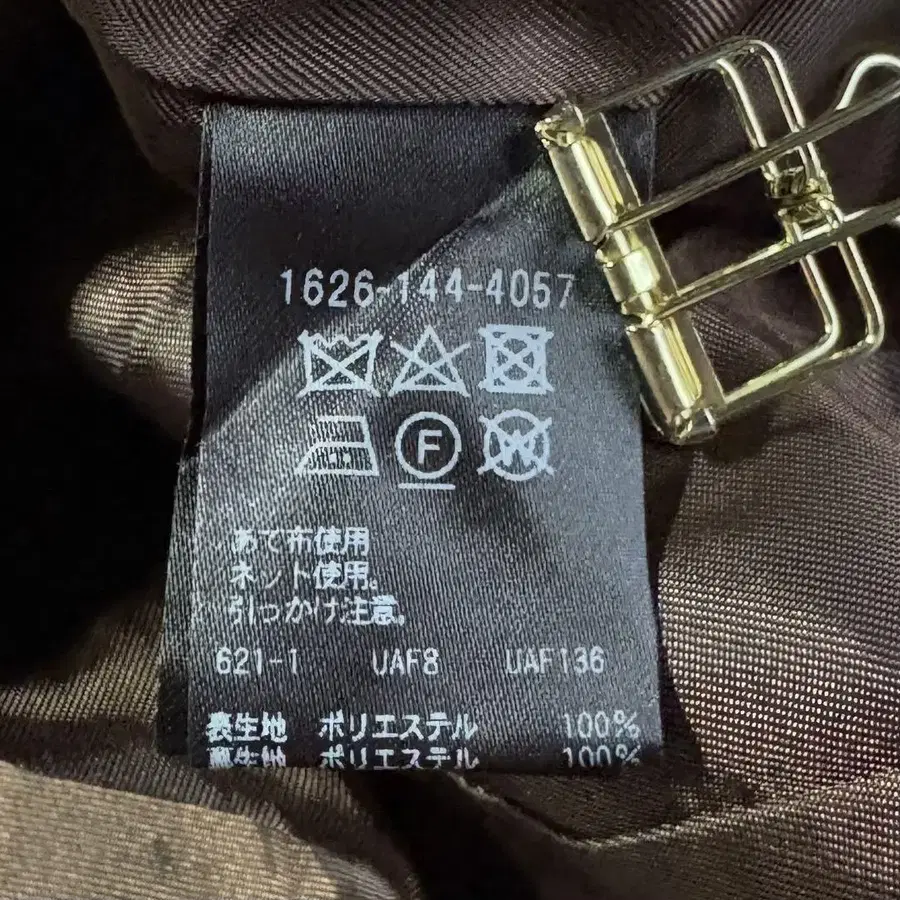 1626-144-4057
F
W
あて布使用
ネット使用。
引っかけ注意。
621-1 UAF8 UAF136
表生地 ポリエステル 100%
裏生地 ポリエステル 100%